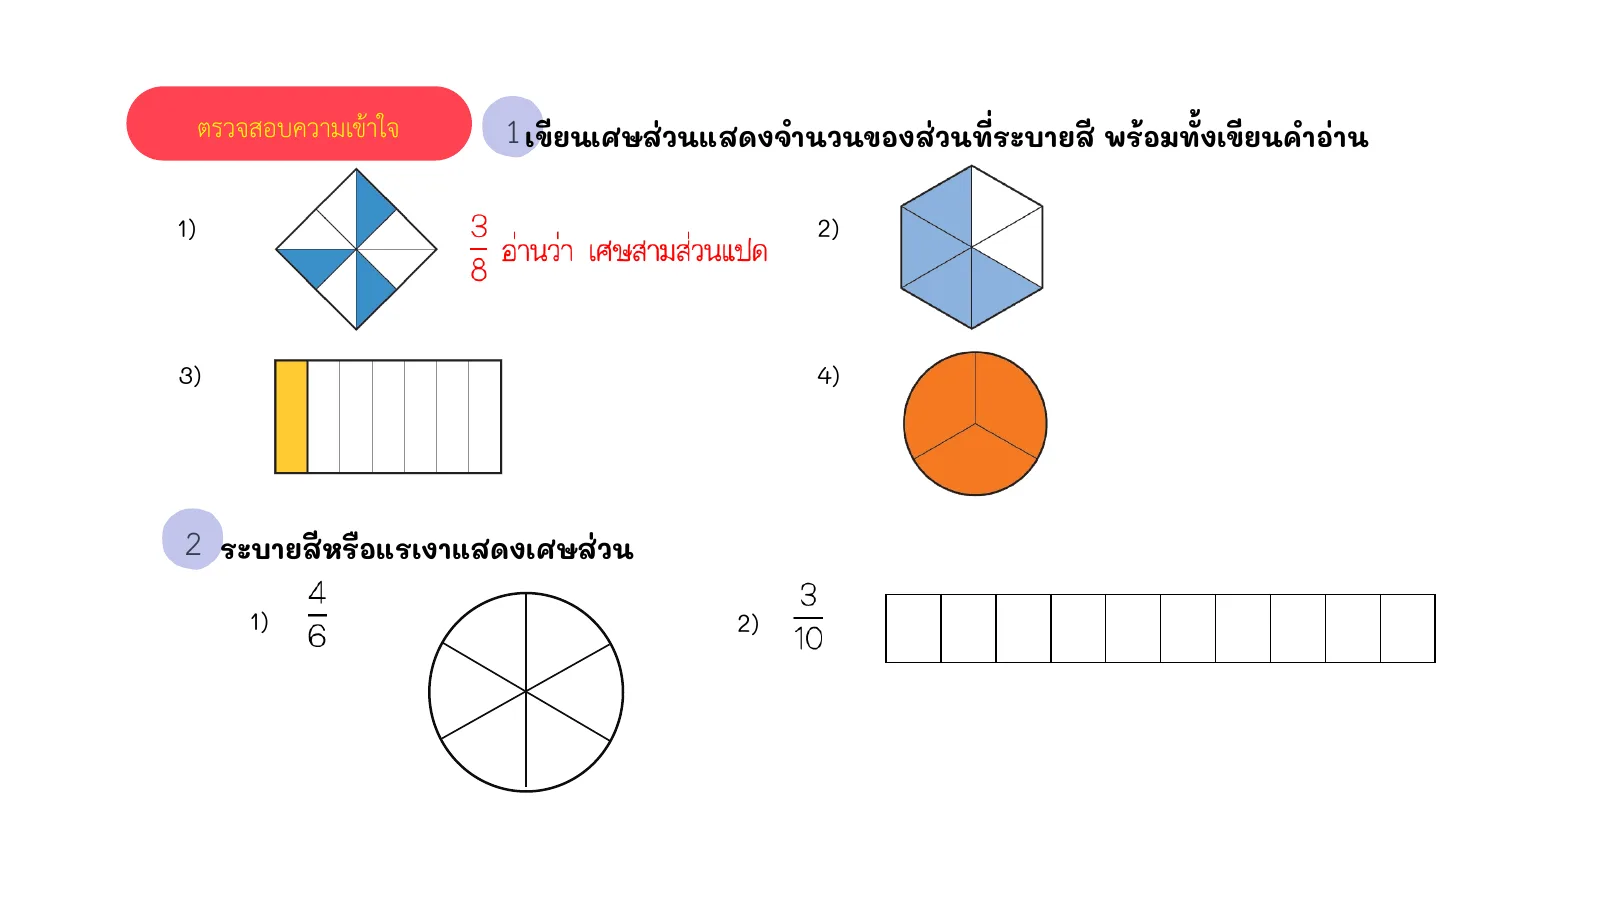 ตรวจสอบความเข้าใจ
1 เขียนเศษส่วนแสดงจำนวนของส่วนที่ระบายสี พร้อมทั้งเขียนคำอ่าน
1)
3/8 อ่านว่า เศษสามส่วนแปด
2)
3)
4)
2 ระบายสีหรือแรเงาแสดงเศษส่วน
1) 4/6
2) 3/10